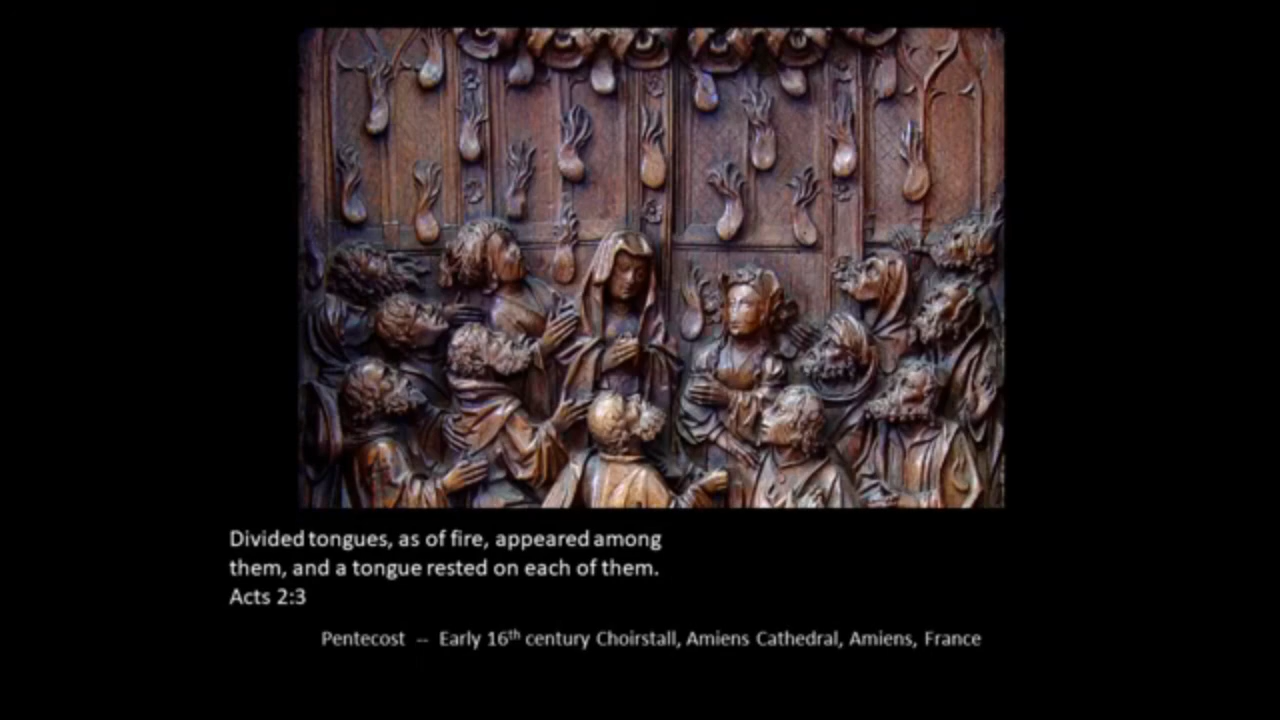 Divided tongues, as of fire, appeared among
them, and a tongue rested on each of them.
Acts 2:3
Pentecost -- Early 16th century Choirstall, Amiens Cathedral, Amiens, France